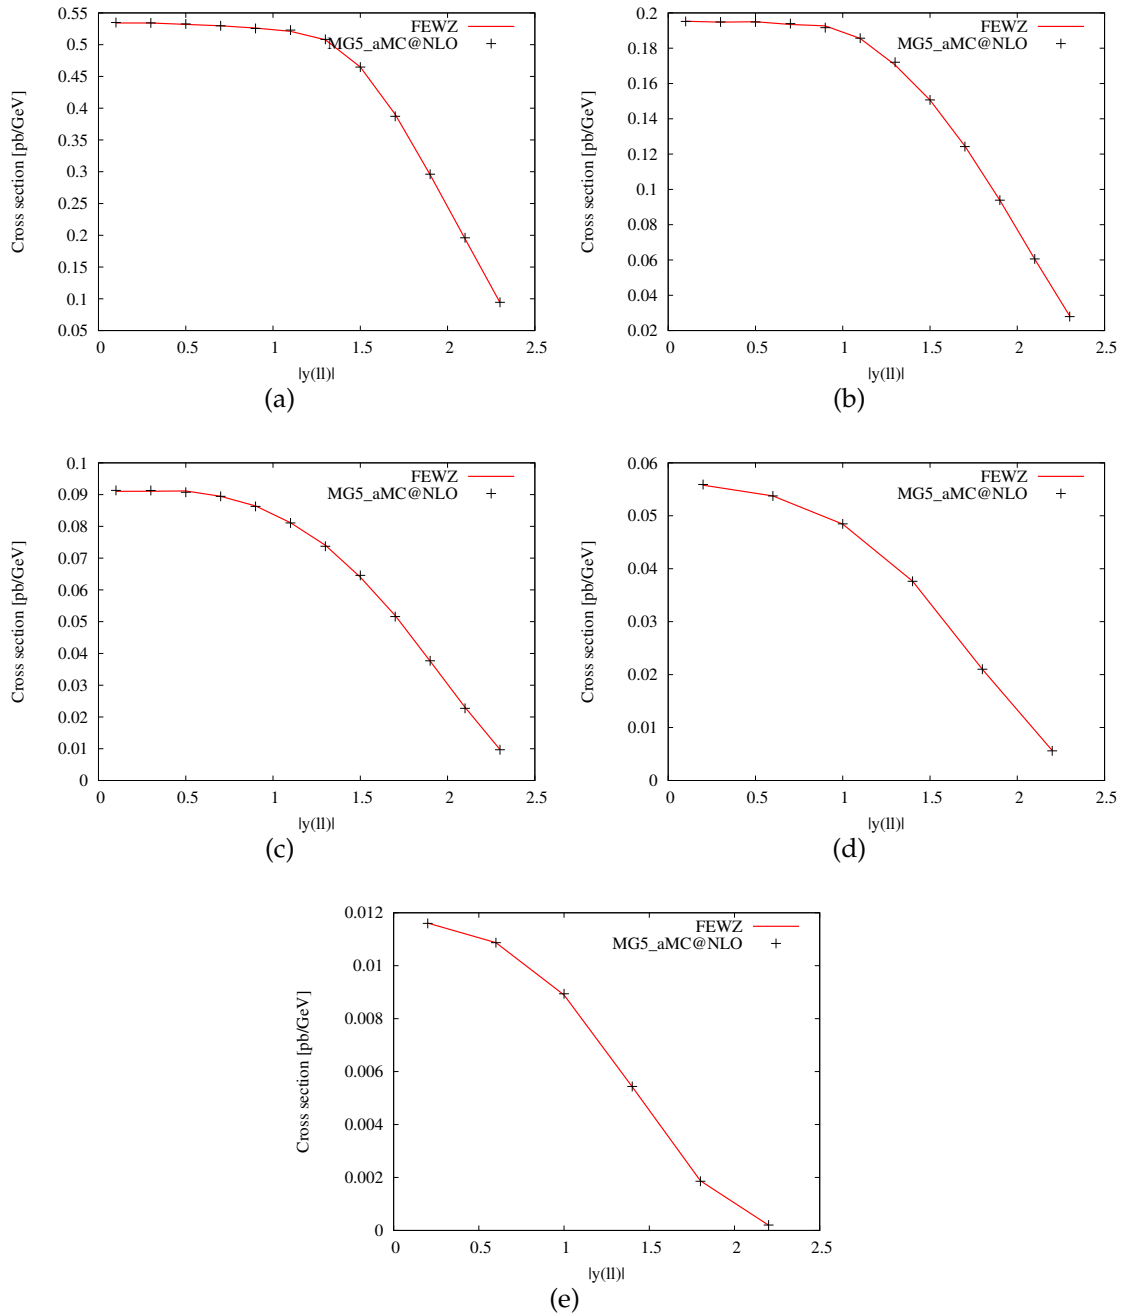 0.55
0.5
0.45
0.4
0.35
0.3
0.25
0.2
0.15
0.1
0.05
Cross section [pb/GeV]
FEWZ
MG5_aMC@NLO
0 0.5 1 1.5 2 2.5
|y(ll)|
(a)
0.2
0.18
0.16
0.14
0.12
0.1
0.08
0.06
0.04
0.02
Cross section [pb/GeV]
FEWZ
MG5_aMC@NLO
0 0.5 1 1.5 2 2.5
|y(ll)|
(b)
0.1
0.09
0.08
0.07
0.06
0.05
0.04
0.03
0.02
0.01
0
Cross section [pb/GeV]
FEWZ
MG5_aMC@NLO
0 0.5 1 1.5 2 2.5
|y(ll)|
(c)
0.06
0.05
0.04
0.03
0.02
0.01
0
Cross section [pb/GeV]
FEWZ
MG5_aMC@NLO
0 0.5 1 1.5 2 2.5
|y(ll)|
(d)
0.012
0.01
0.008
0.006
0.004
0.002
0
Cross section [pb/GeV]
FEWZ
MG5_aMC@NLO
0 0.5 1 1.5 2 2.5
|y(ll)|
(e)